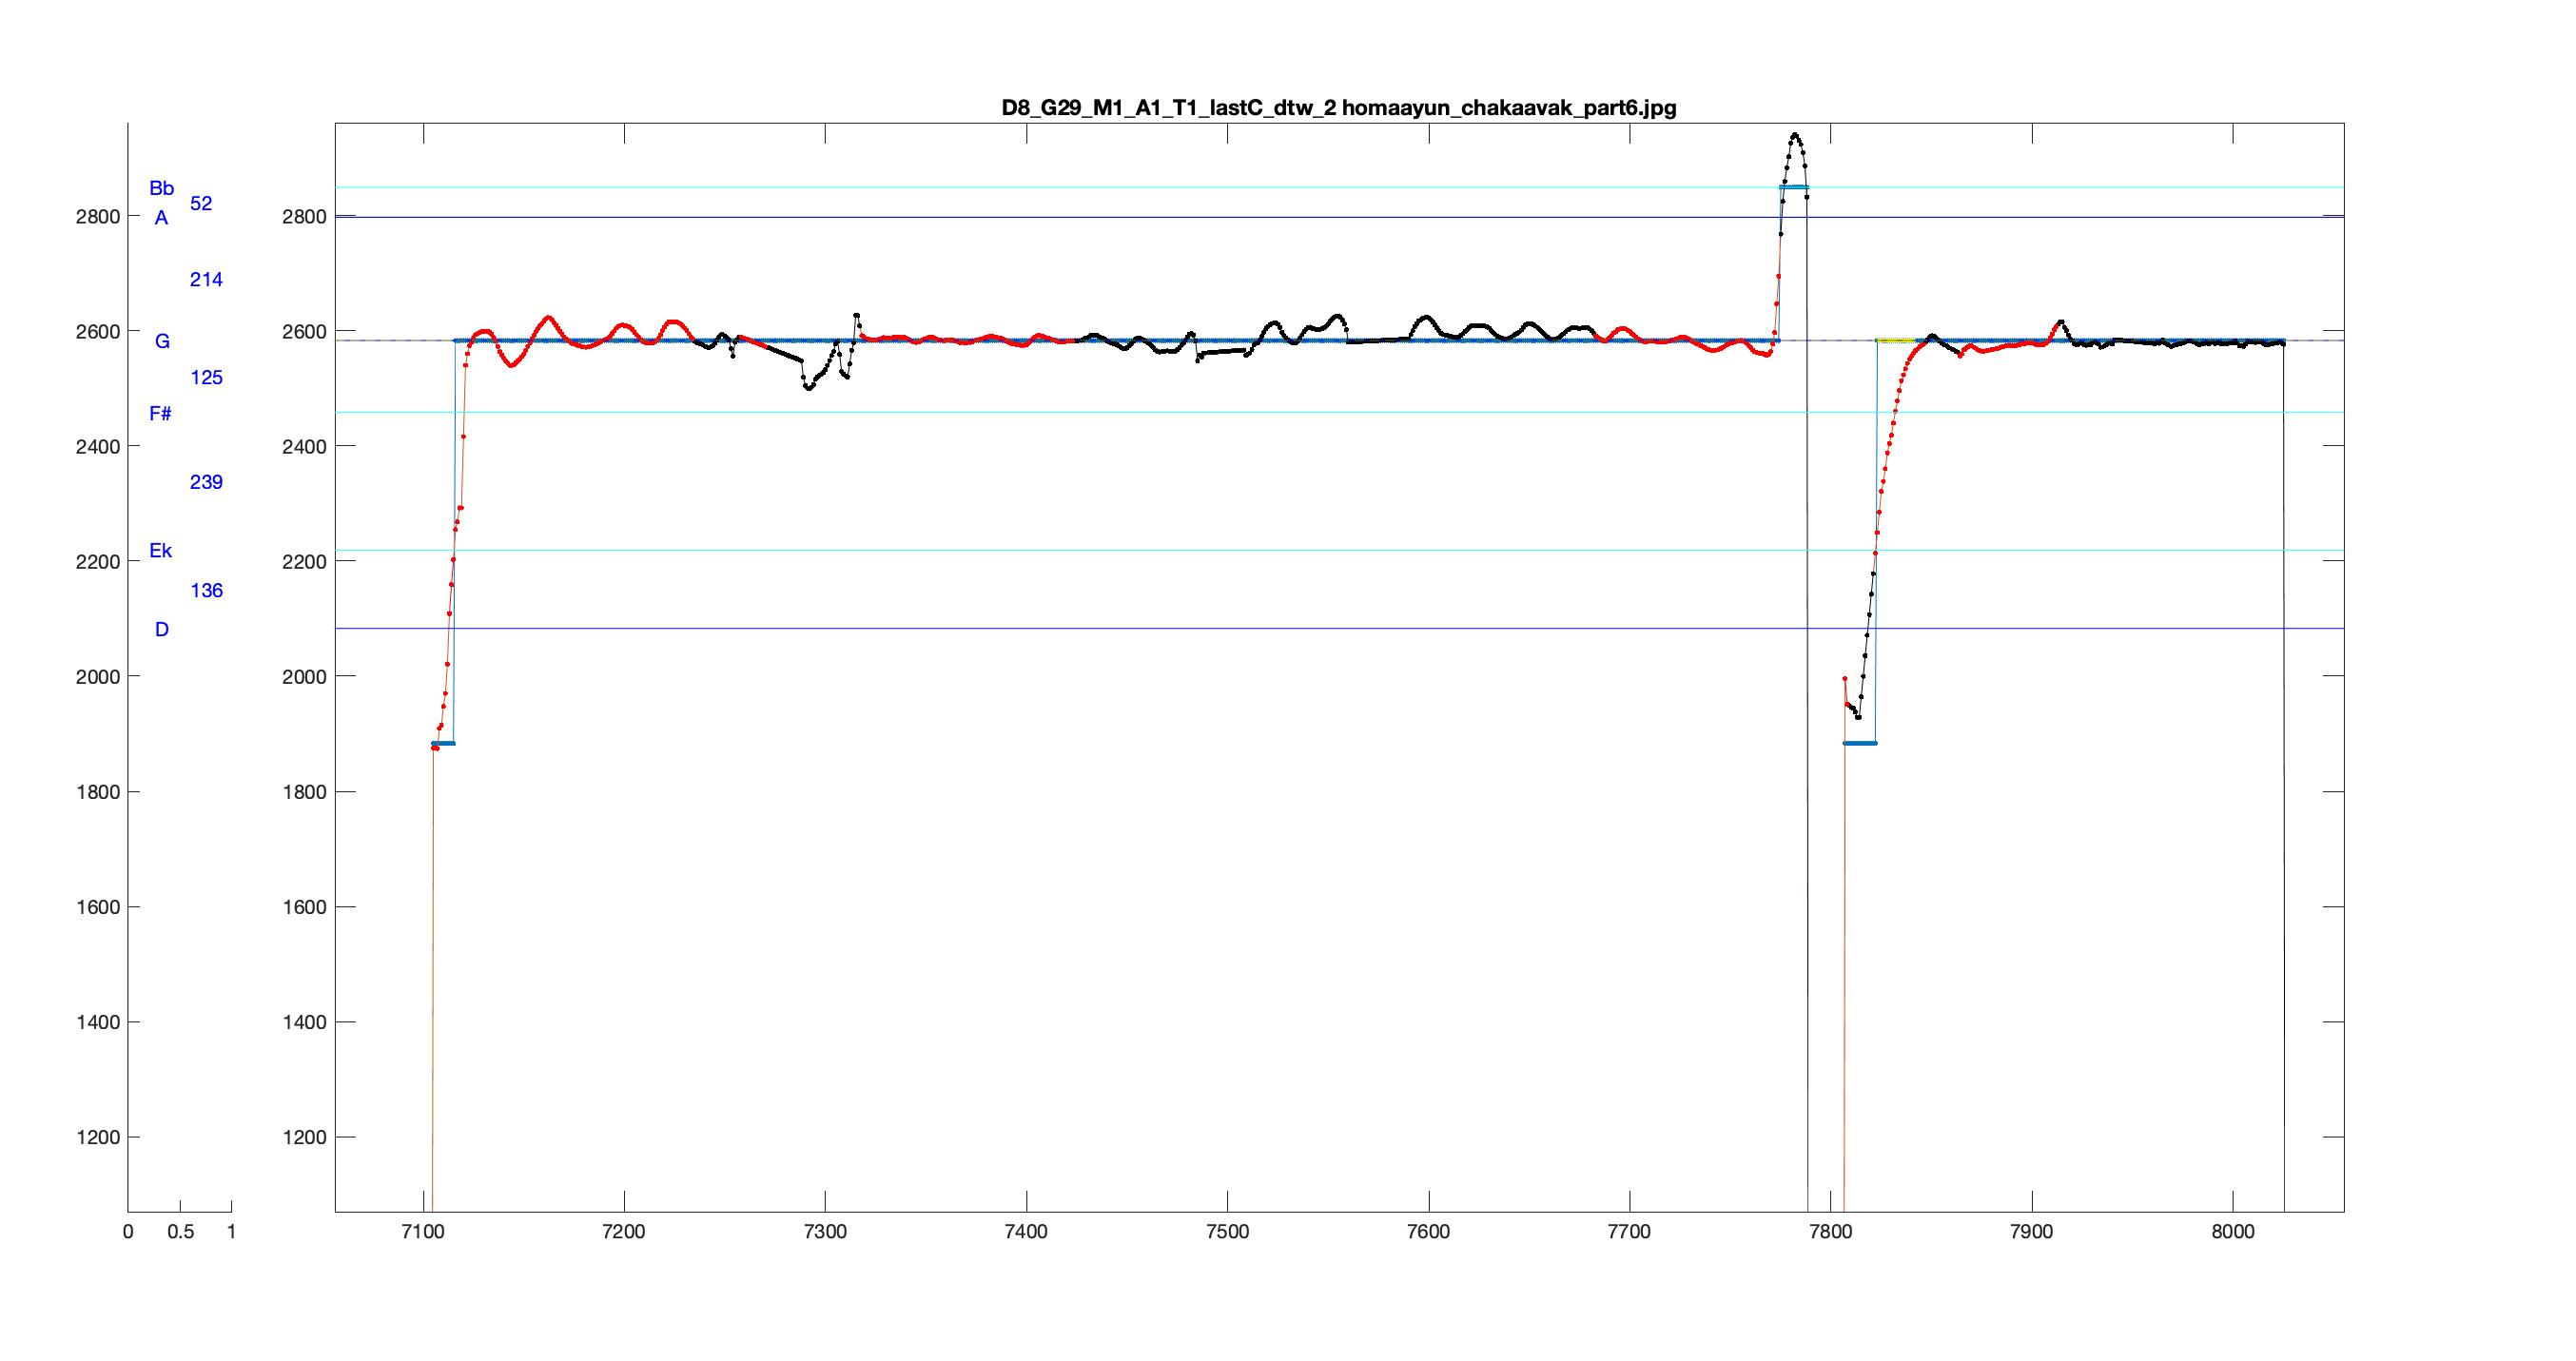 D8_G29_M1_A1_T1_lastC_dtw_2 homaayun_chakaavak_part6.jpg
Bb
52
2800 A 2800
214
2600 2600
G
125
F#
2400 2400
239
Ek
2200 2200
136
D
2000 2000
1800 1800
1600 1600
1400 1400
1200 1200
0 0.5 1 7100 7200 7300 7400 7500 7600 7700 7800 7900 8000